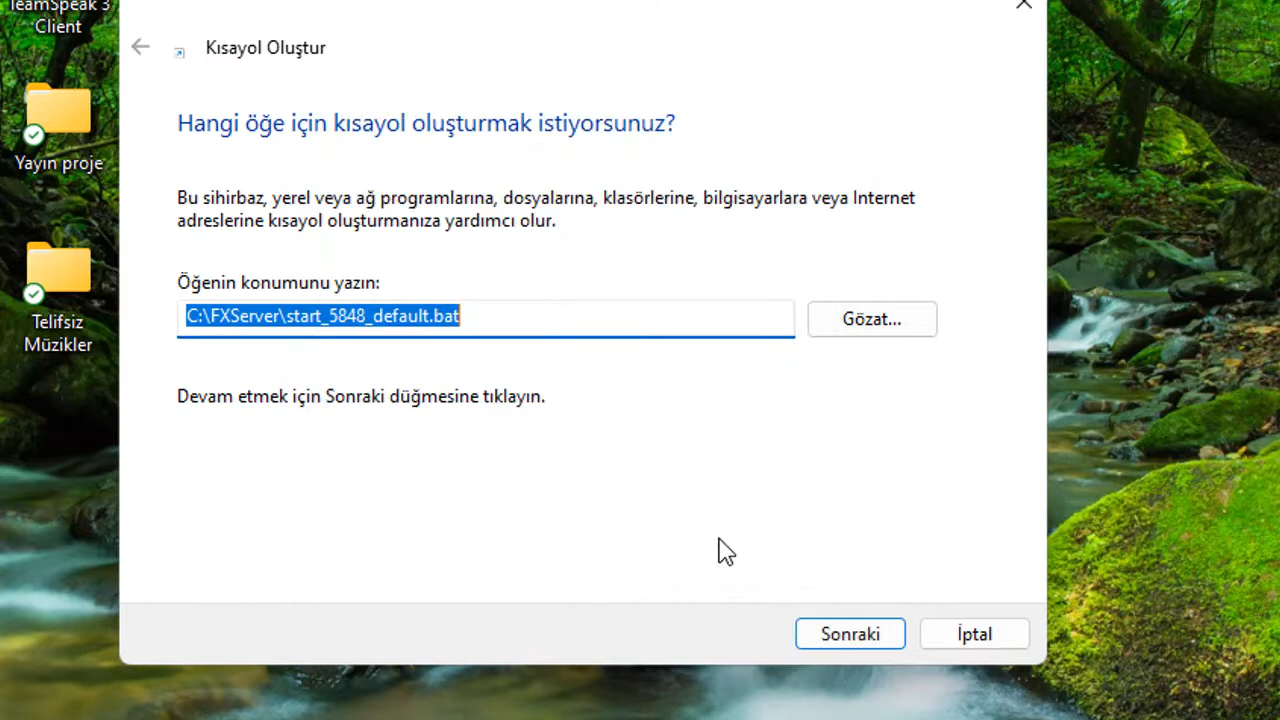 TeamSpeak 3
Client
Yayın proje
Telifsiz
Müzikler
Kısayol Oluştur
Hangi öğe için kısayol oluşturmak istiyorsunuz?
Bu sihirbaz, yerel veya ağ programlarına, dosyalarına, klasörlerine, bilgisayarlara veya Internet
adreslerine kısayol oluşturmanıza yardımcı olur.
Öğenin konumunu yazın:
C:\FXServer\start_5848_default.bat
Gözat...
Devam etmek için Sonraki düğmesine tıklayın.
Sonraki
İptal